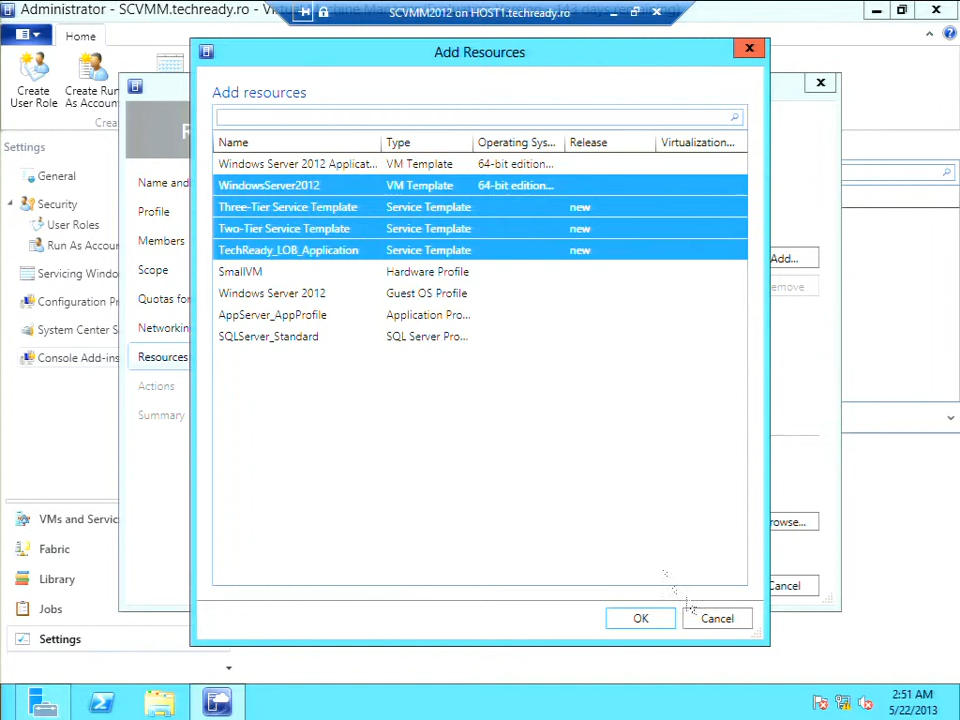 Administrator - SCVMM.techready.ro - Vi
SCVMM2012 on HOST1.techready.ro
Home
Create
User Role
Create Run
As Account
Crea
Settings
General
Security
User Roles
Run As Accou
Servicing Windo
Configuration Pr
System Center S
Console Add-ins
VMs and Servic
Fabric
Library
Jobs
Settings
Name and
Profile
Members
Scope
Quotas for
Networkin
Resources
Actions
Summary
Add...
emove
rowse...
Cancel
Add Resources
Add resources
Name Type Operating Sys... Release Virtualization...
Windows Server 2012 Applicat... VM Template 64-bit edition...
WindowsServer2012 VM Template 64-bit edition...
Three-Tier Service Template Service Template new
Two-Tier Service Template Service Template new
TechReady_LOB_Application Service Template new
SmallVM Hardware Profile
Windows Server 2012 Guest OS Profile
AppServer_AppProfile Application Pro...
SQLServer_Standard SQL Server Pro...
OK Cancel
2:51 AM
5/22/2013